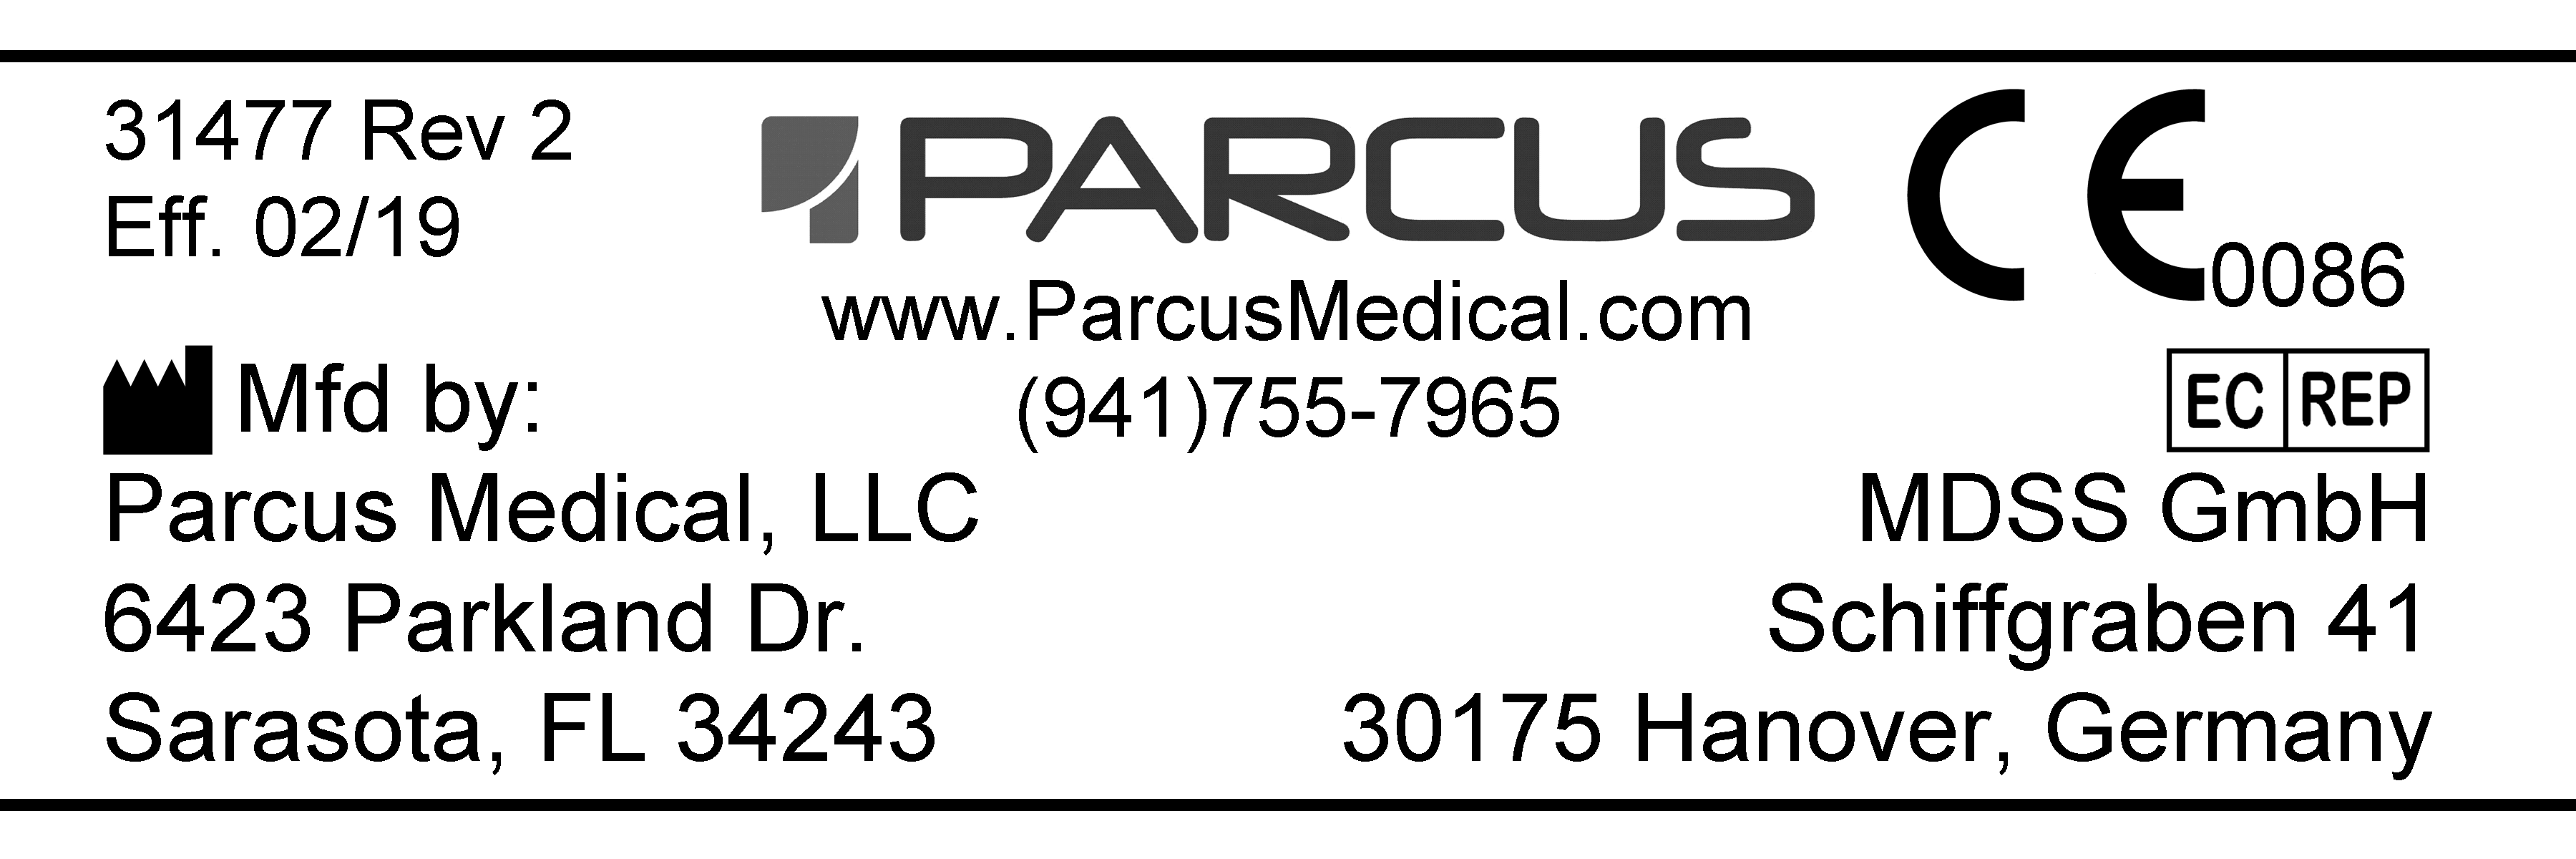 31477 Rev 2
Eff. 02/19
PARCUS
www.ParcusMedical.com
(941)755-7965
CE 0086
Mfd by:
Parcus Medical, LLC
6423 Parkland Dr.
Sarasota, FL 34243
EC REP
MDSS GmbH
Schiffgraben 41
30175 Hanover, Germany